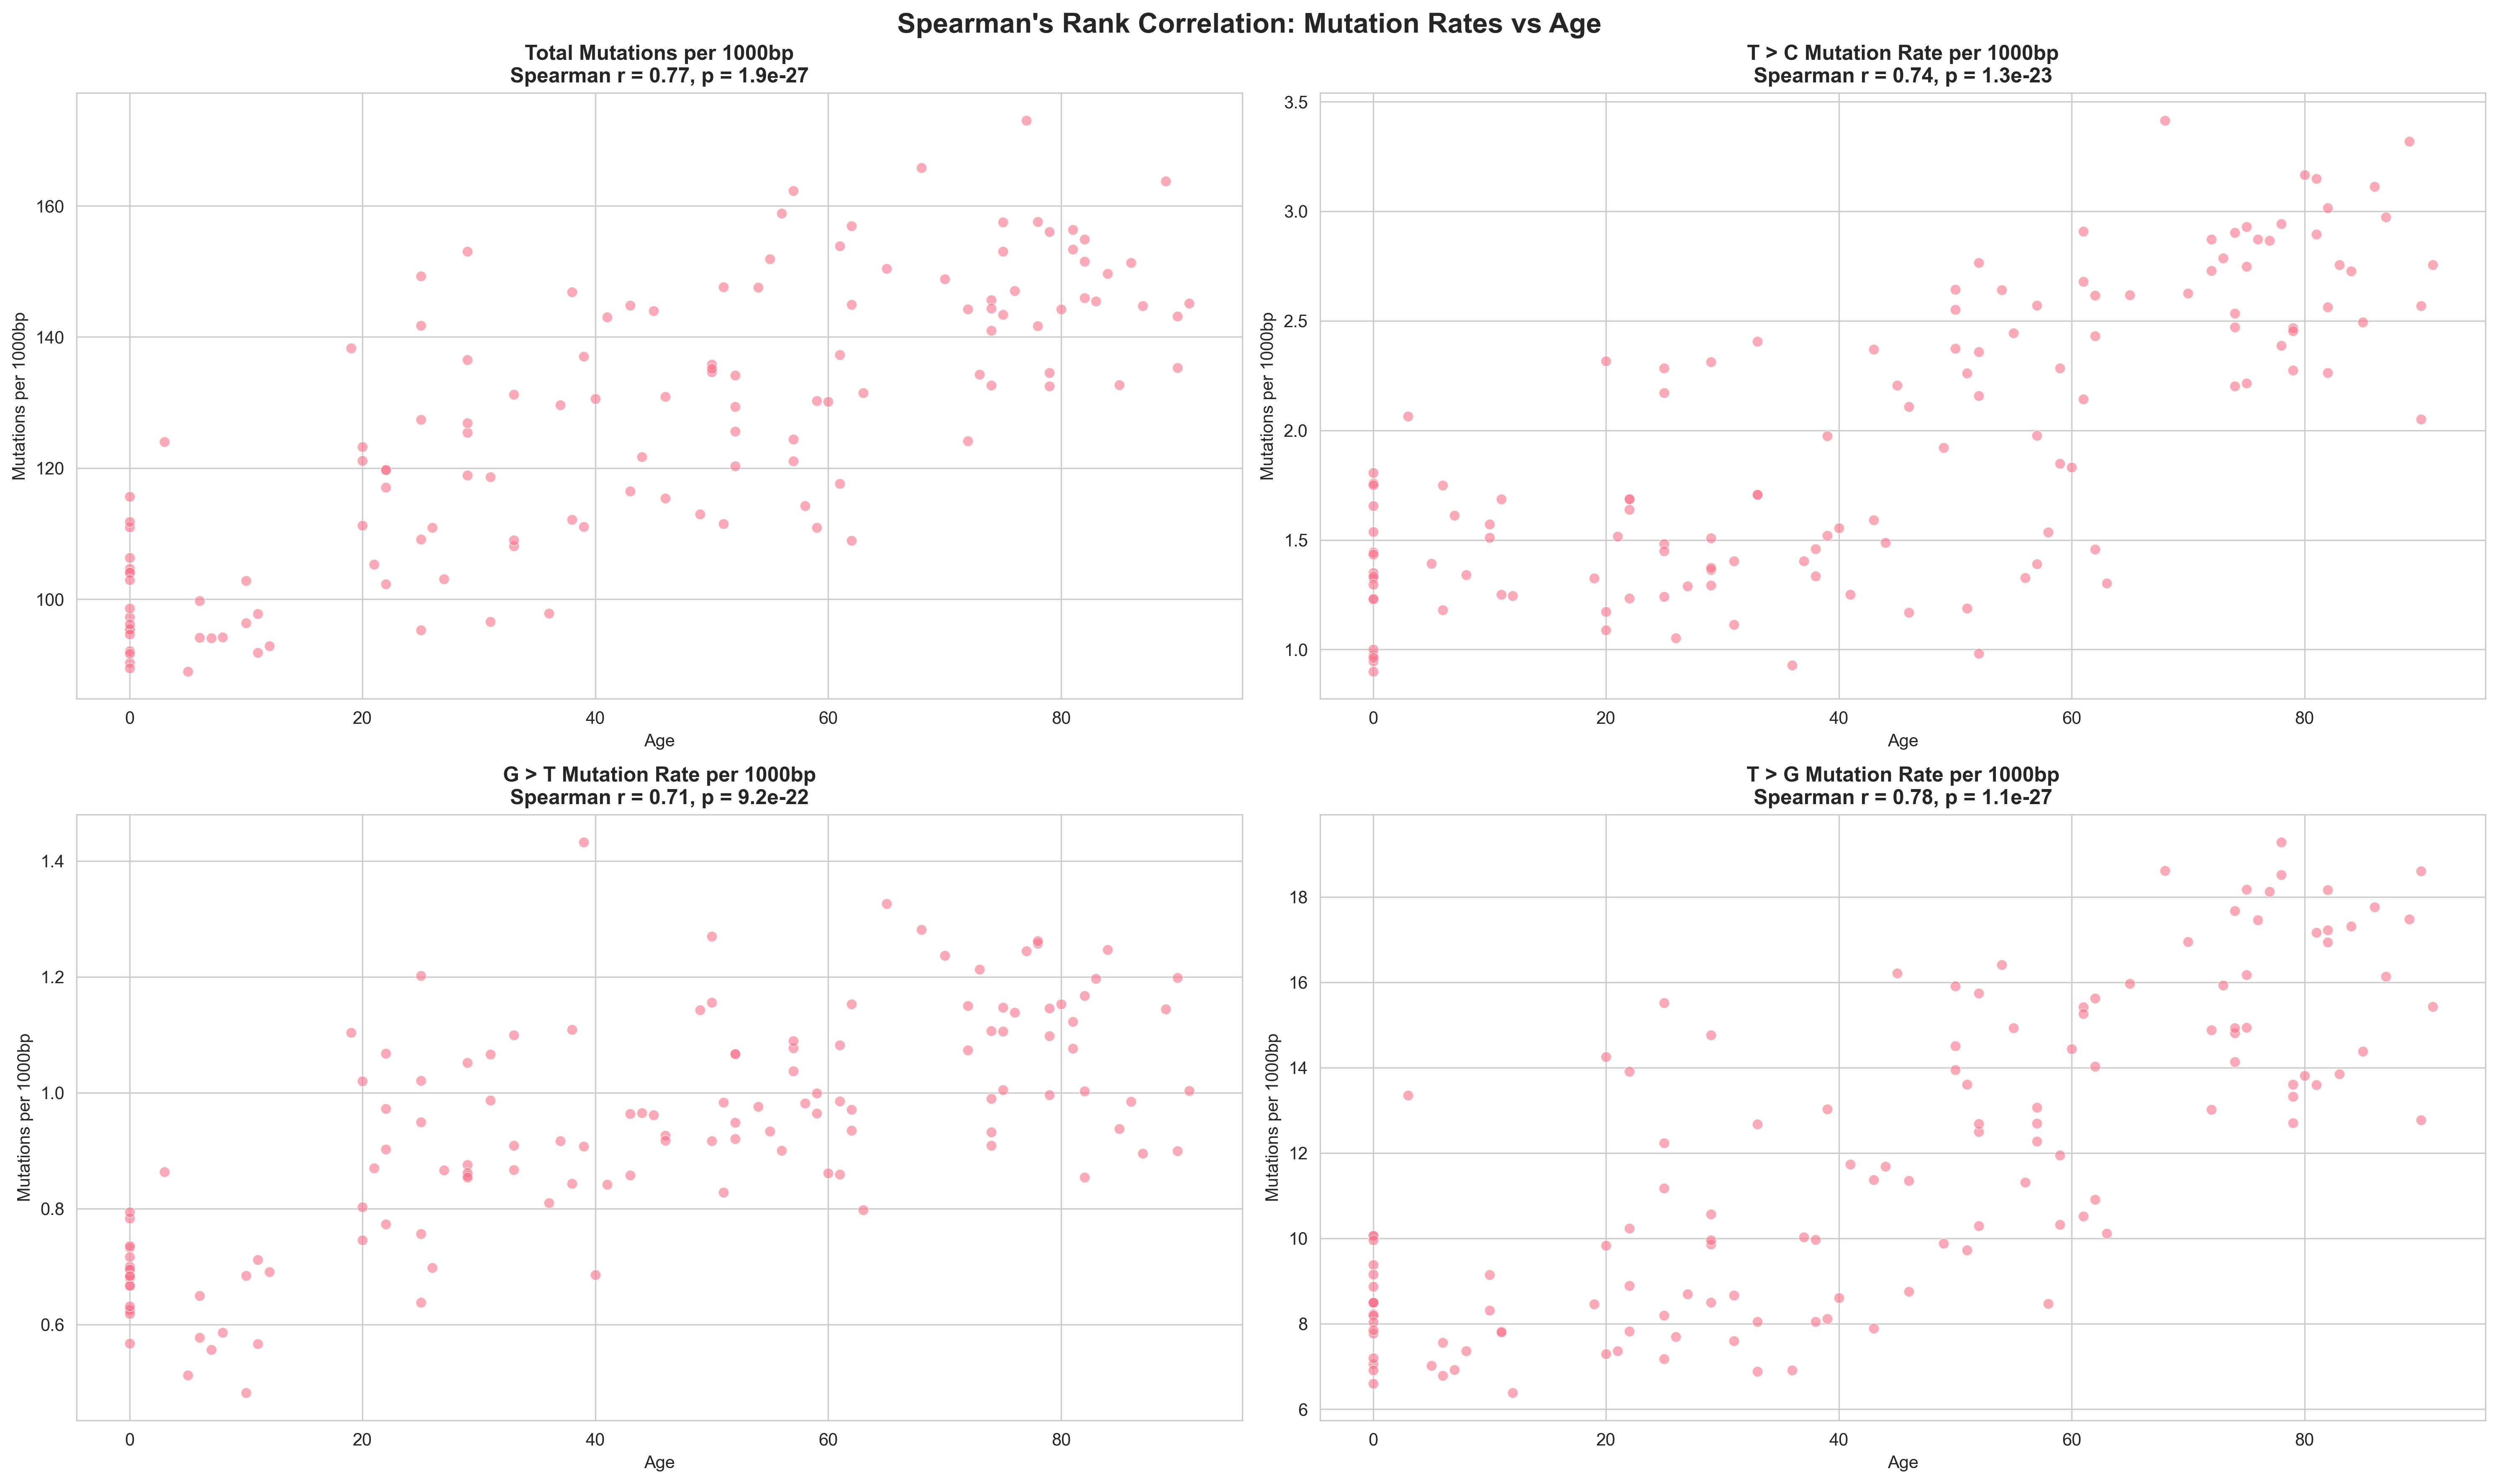 Spearman's Rank Correlation: Mutation Rates vs Age
Total Mutations per 1000bp
Spearman r = 0.77, p = 1.9e-27
Mutations per 1000bp
160
140
120
100
0 20 40 60 80
Age
T > C Mutation Rate per 1000bp
Spearman r = 0.74, p = 1.3e-23
Mutations per 1000bp
3.5
3.0
2.5
2.0
1.5
1.0
0 20 40 60 80
Age
G > T Mutation Rate per 1000bp
Spearman r = 0.71, p = 9.2e-22
Mutations per 1000bp
1.4
1.2
1.0
0.8
0.6
0 20 40 60 80
Age
T > G Mutation Rate per 1000bp
Spearman r = 0.78, p = 1.1e-27
Mutations per 1000bp
18
16
14
12
10
8
6
0 20 40 60 80
Age